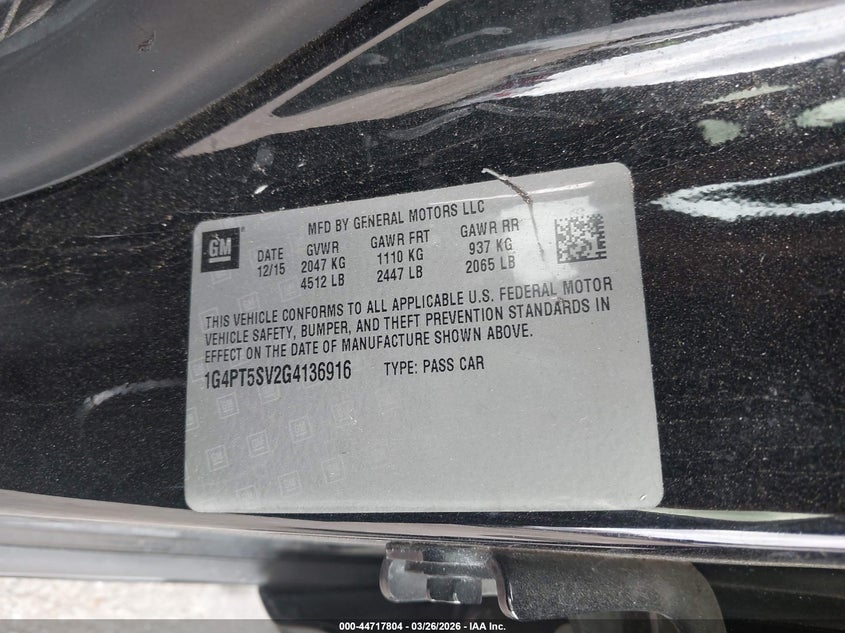 MFD BY GENERAL MOTORS LLC
GM
DATE GVWR GAWR FRT GAWR RR
12/15 2047 KG 1110 KG 937 KG
4512 LB 2447 LB 2065 LB
THIS VEHICLE CONFORMS TO ALL APPLICABLE U.S. FEDERAL MOTOR
VEHICLE SAFETY, BUMPER, AND THEFT PREVENTION STANDARDS IN
EFFECT ON THE DATE OF MANUFACTURE SHOWN ABOVE.
1G4PT5SV2G4136916 TYPE: PASS CAR
000-44717804 | 03/26/2026 - IAA Inc.